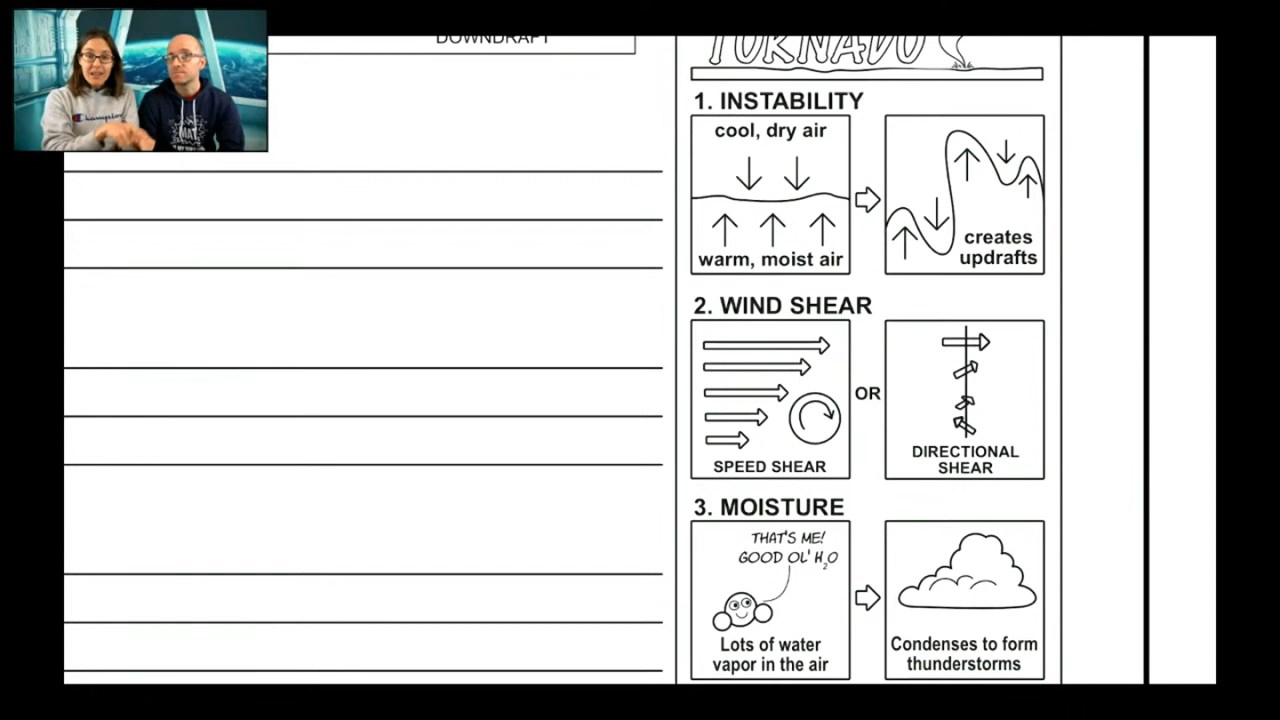 DOWNDRAFT
TORNADO
1. INSTABILITY
cool, dry air
warm, moist air
creates
updrafts
2. WIND SHEAR
SPEED SHEAR
OR
DIRECTIONAL
SHEAR
3. MOISTURE
THAT'S ME!
GOOD OL' H₂O
Lots of water
vapor in the air
Condenses to form
thunderstorms
Champion
MAT